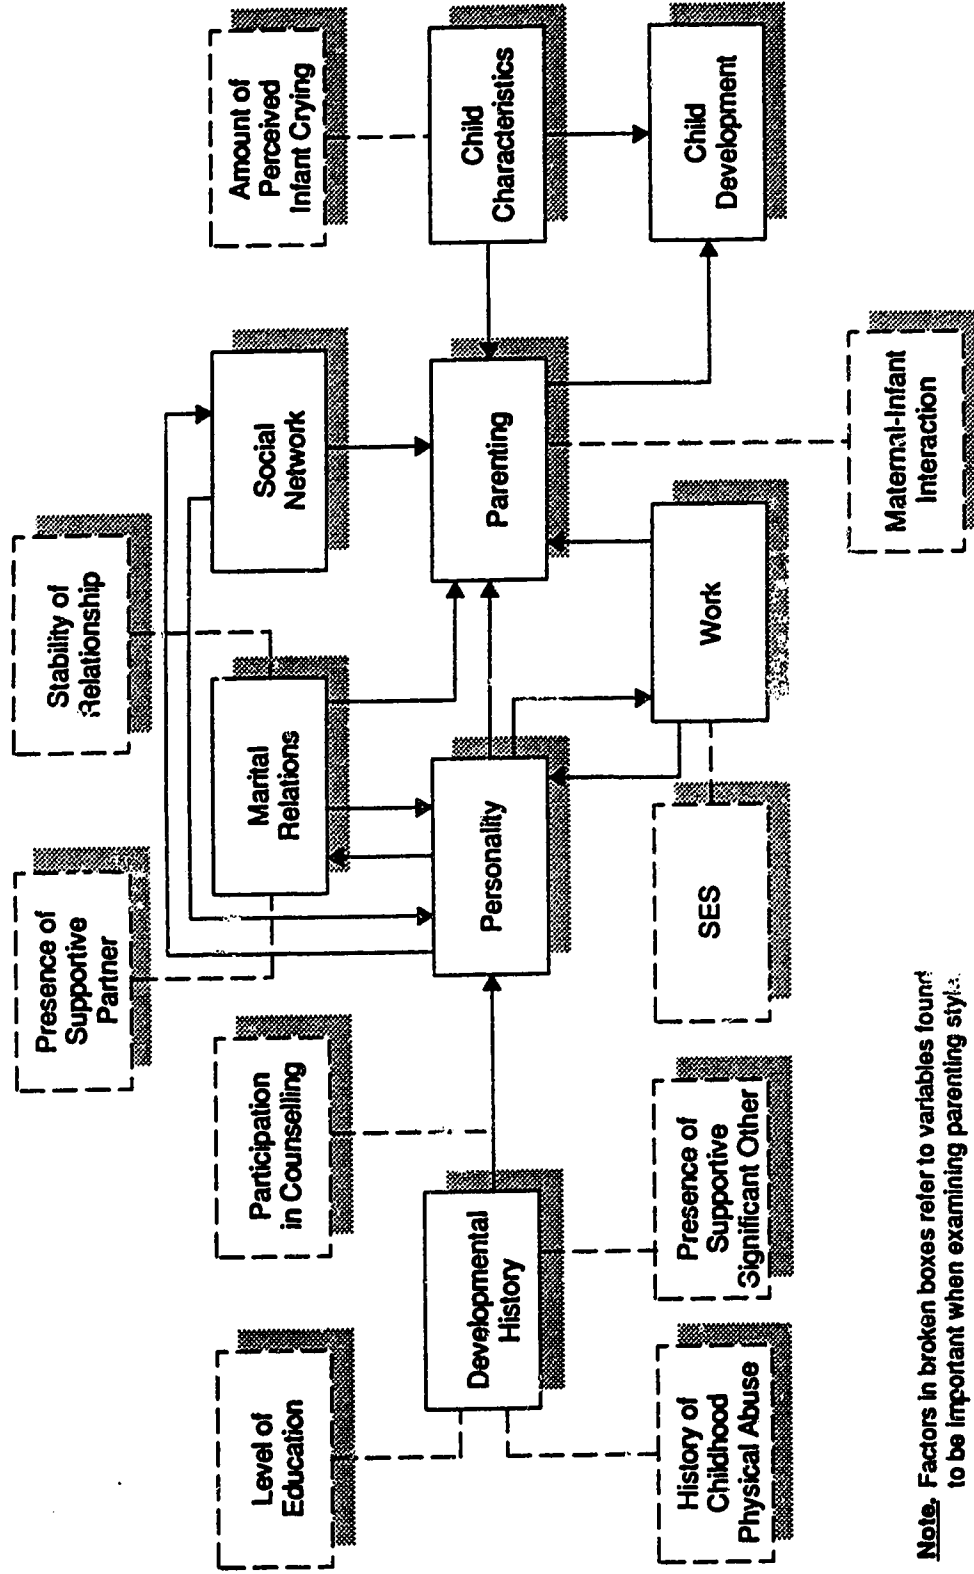 Presence of
Supportive
Partner
Stability of
Relationship
Level of
Education
Participation
in Counselling
Marital
Relations
Social
Network
Amount of
Perceived
Infant Crying
Developmental
History
Personality
Parenting
Child
Characteristics
History of
Childhood
Physical Abuse
Presence of
Supportive
Significant Other
SES
Work
Child
Development
Maternal-Infant
Interaction
Note. Factors in broken boxes refer to variables found
to be important when examining parenting style.